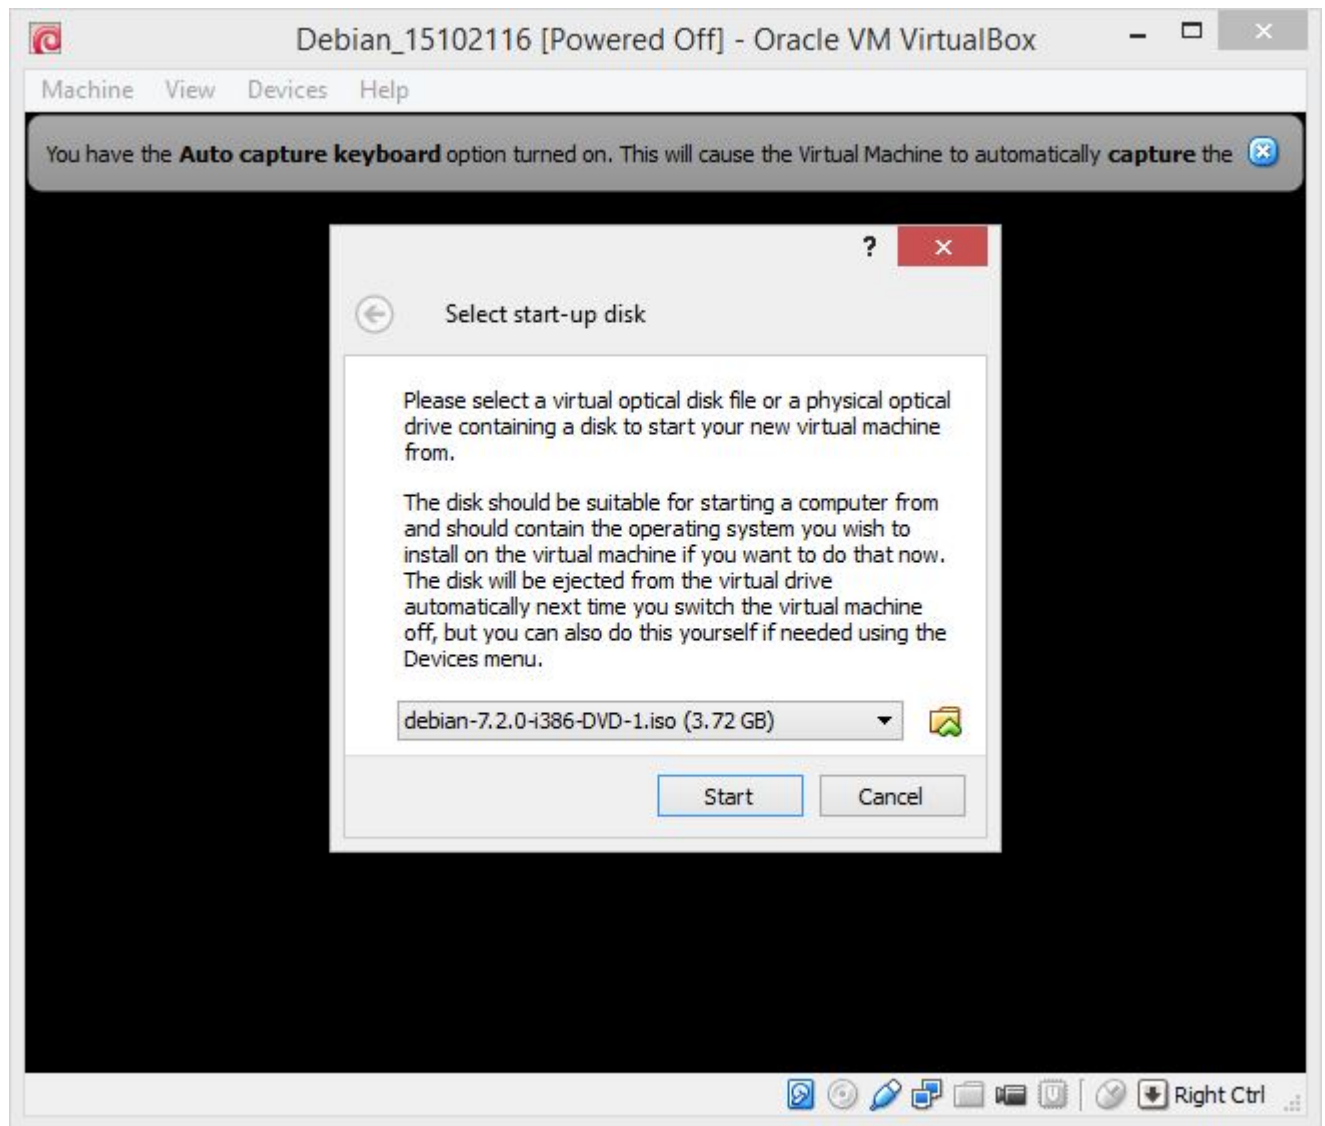 Debian_15102116 [Powered Off] - Oracle VM VirtualBox
Machine View Devices Help
You have the Auto capture keyboard option turned on. This will cause the Virtual Machine to automatically capture the
?
Select start-up disk
Please select a virtual optical disk file or a physical optical
drive containing a disk to start your new virtual machine
from.
The disk should be suitable for starting a computer from
and should contain the operating system you wish to
install on the virtual machine if you want to do that now.
The disk will be ejected from the virtual drive
automatically next time you switch the virtual machine
off, but you can also do this yourself if needed using the
Devices menu.
debian-7.2.0-i386-DVD-1.iso (3.72 GB)
Start Cancel
Right Ctrl